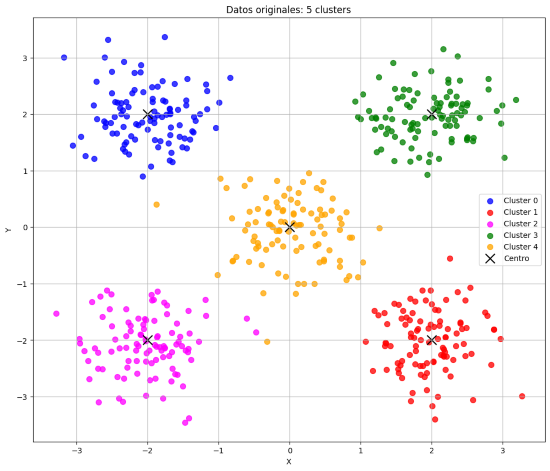 Datos originales: 5 clusters
3
2
1
0
−1
−2
−3
Y
Cluster 0
Cluster 1
Cluster 2
Cluster 3
Cluster 4
Centro
−3 −2 −1 0 1 2 3
X